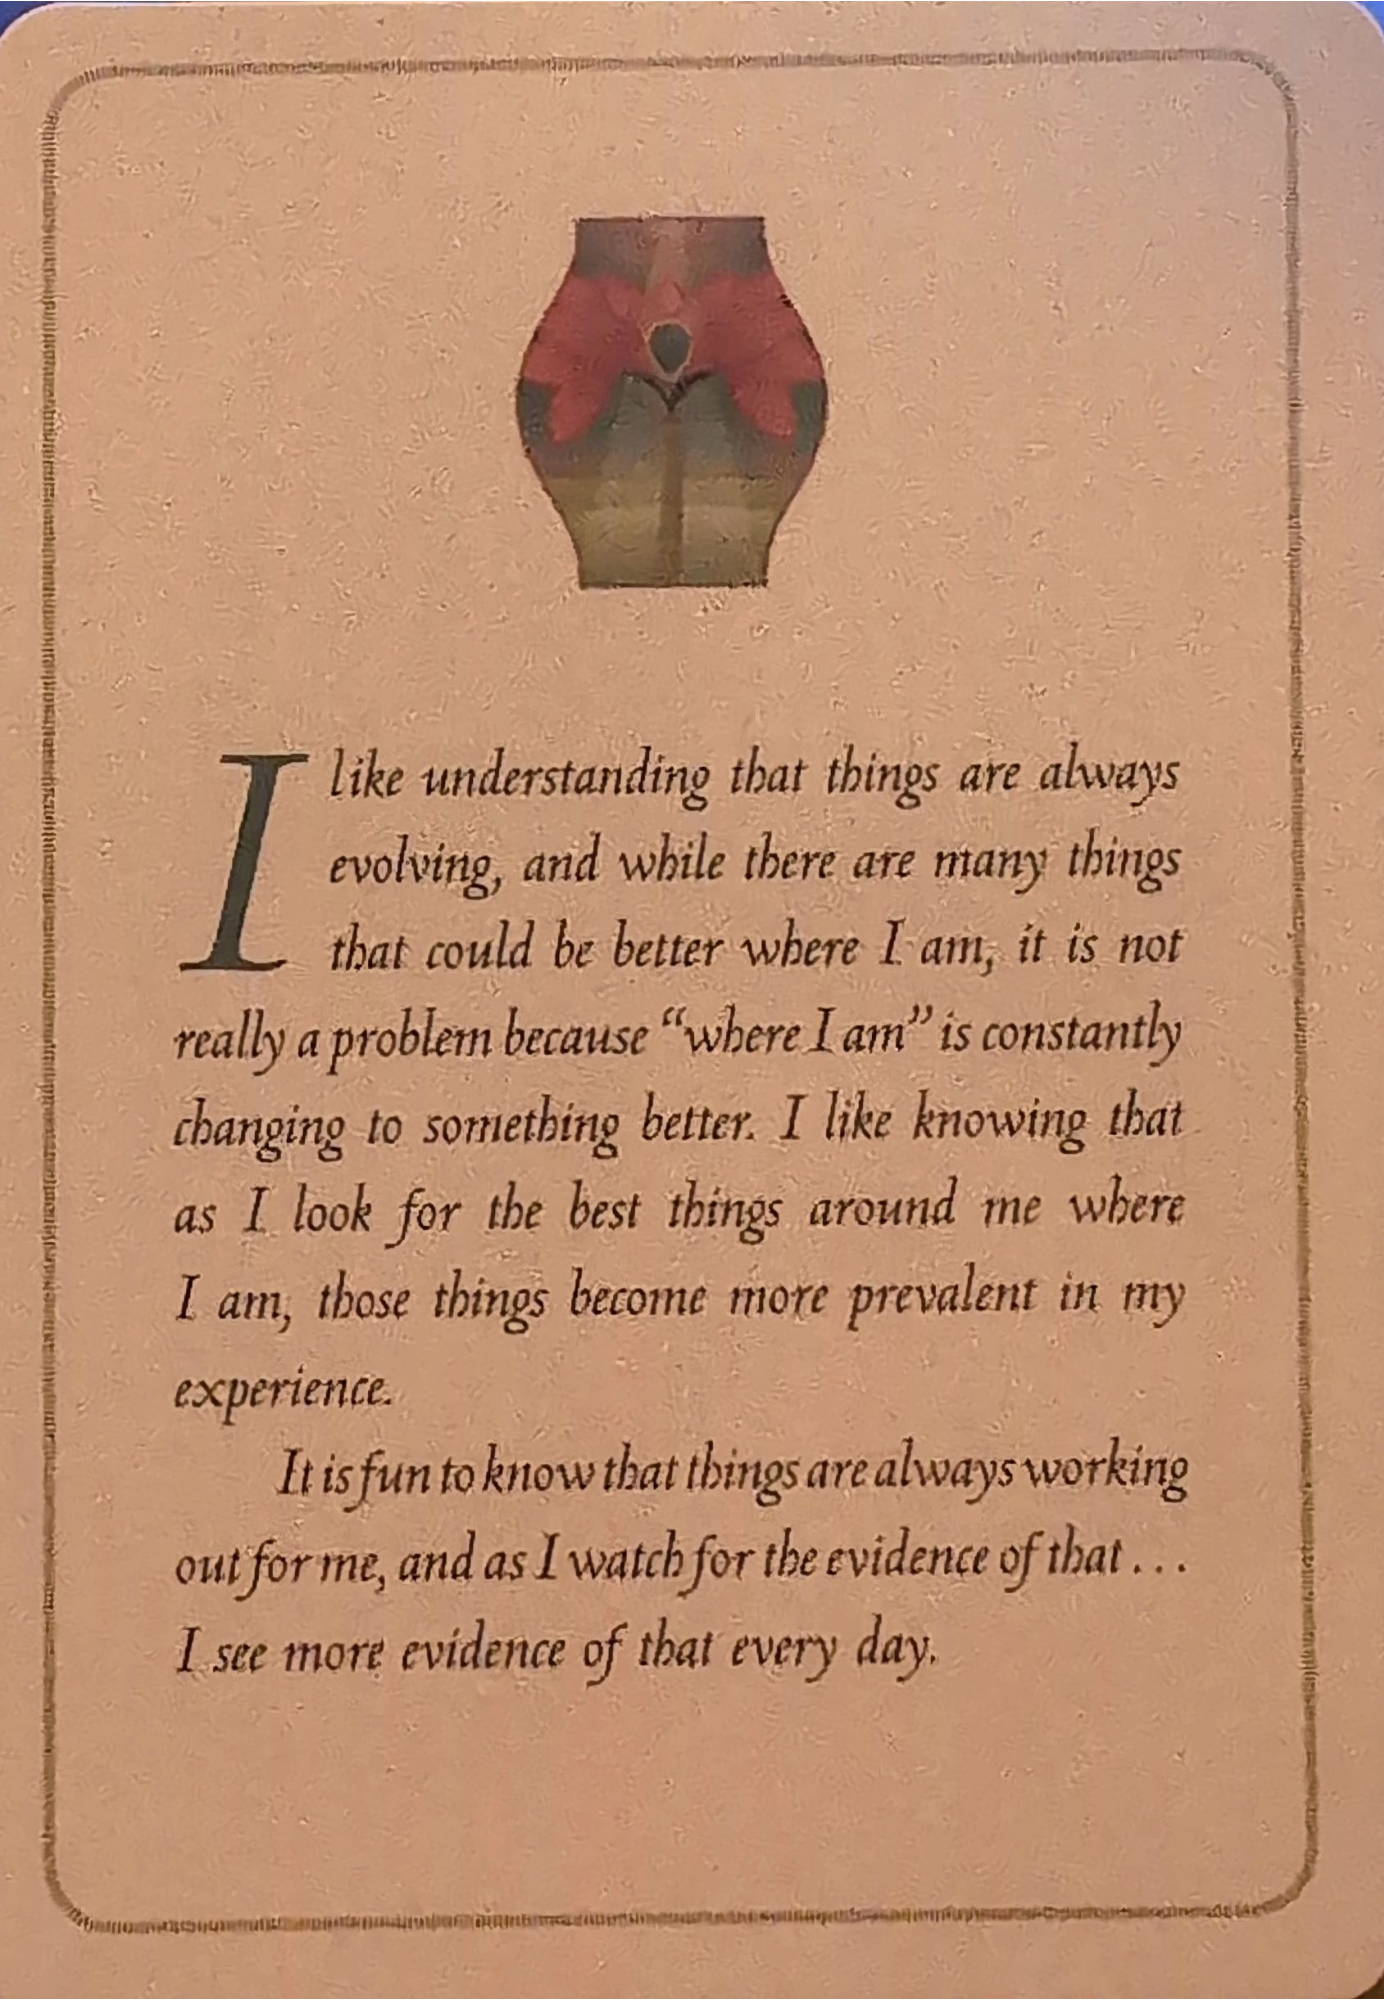 I like understanding that things are always
evolving, and while there are many things
that could be better where I am, it is not
really a problem because “where I am” is constantly
changing to something better. I like knowing that
as I look for the best things around me where
I am, those things become more prevalent in my
experience.
It is fun to know that things are always working
out for me, and as I watch for the evidence of that . . .
I see more evidence of that every day.